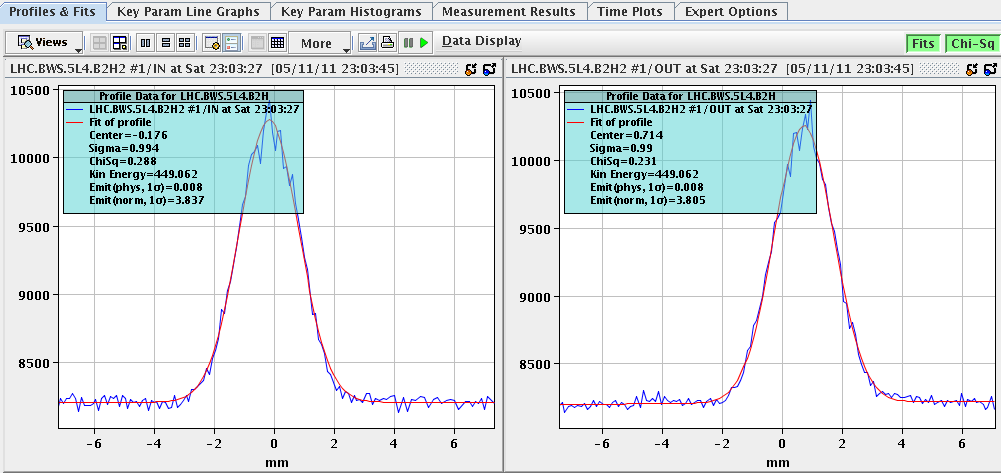 Profiles & Fits Key Param Line Graphs Key Param Histograms Measurement Results Time Plots Expert Options
Views More Data Display Fits Chi-Sq
LHC.BWS.5L4.B2H2 #1/IN at Sat 23:03:27 [05/11/11 23:03:45]
10500
10000
9500
9000
8500
Profile Data for LHC.BWS.5L4.B2H
LHC.BWS.5L4.B2H2 #1/IN at Sat 23:03:27
Fit of profile
Center=-0.176
Sigma=0.994
ChiSq=0.288
Kin Energy=449.062
Emit(phys, 1σ)=0.008
Emit(norm, 1σ)=3.837
-6 -4 -2 0 2 4 6
mm
LHC.BWS.5L4.B2H2 #1/OUT at Sat 23:03:27 [05/11/11 23:03:45]
10500
10000
9500
9000
8500
Profile Data for LHC.BWS.5L4.B2H
LHC.BWS.5L4.B2H2 #1/OUT at Sat 23:03:27
Fit of profile
Center=0.714
Sigma=0.99
ChiSq=0.231
Kin Energy=449.062
Emit(phys, 1σ)=0.008
Emit(norm, 1σ)=3.805
-6 -4 -2 0 2 4 6
mm